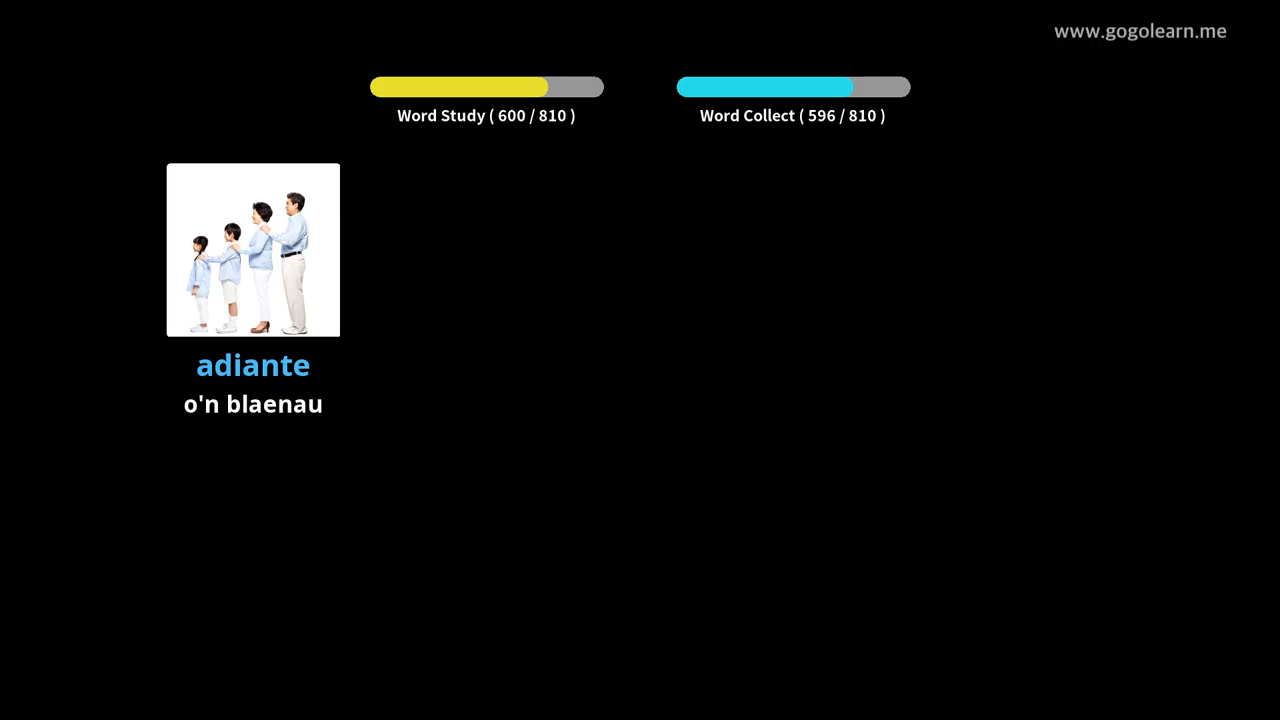 www.gogolearn.me
Word Study ( 600 / 810 )
Word Collect ( 596 / 810 )
adiante
o'n blaenau